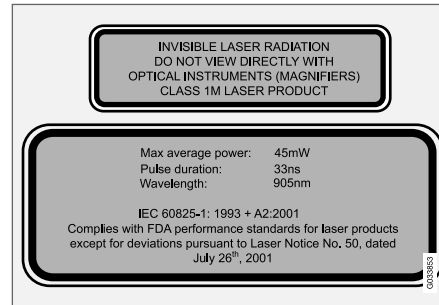 INVISIBLE LASER RADIATION
DO NOT VIEW DIRECTLY WITH
OPTICAL INSTRUMENTS (MAGNIFIERS)
CLASS 1M LASER PRODUCT
Max average power: 45mW
Pulse duration: 33ns
Wavelength: 905nm
IEC 60825-1: 1993 + A2:2001
Complies with FDA performance standards for laser products
except for deviations pursuant to Laser Notice No. 50, dated
July 26th, 2001
G033853